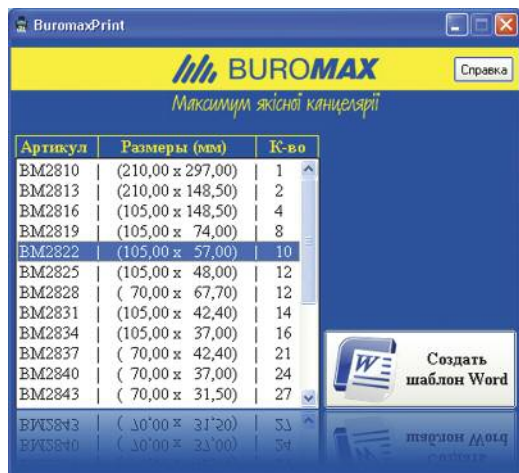 BuromaxPrint
BUROMAX
Справка
Максимум якісної канцелярії
Артикул | Размеры (мм) | К-во
BM2810 | (210,00 x 297,00) | 1
BM2813 | (210,00 x 148,50) | 2
BM2816 | (105,00 x 148,50) | 4
BM2819 | (105,00 x 74,00) | 8
BM2822 | (105,00 x 57,00) | 10
BM2825 | (105,00 x 48,00) | 12
BM2828 | ( 70,00 x 67,70) | 12
BM2831 | (105,00 x 42,40) | 14
BM2834 | (105,00 x 37,00) | 16
BM2837 | ( 70,00 x 42,40) | 21
BM2840 | ( 70,00 x 37,00) | 24
BM2843 | ( 70,00 x 31,50) | 27
W
Создать
шаблон Word